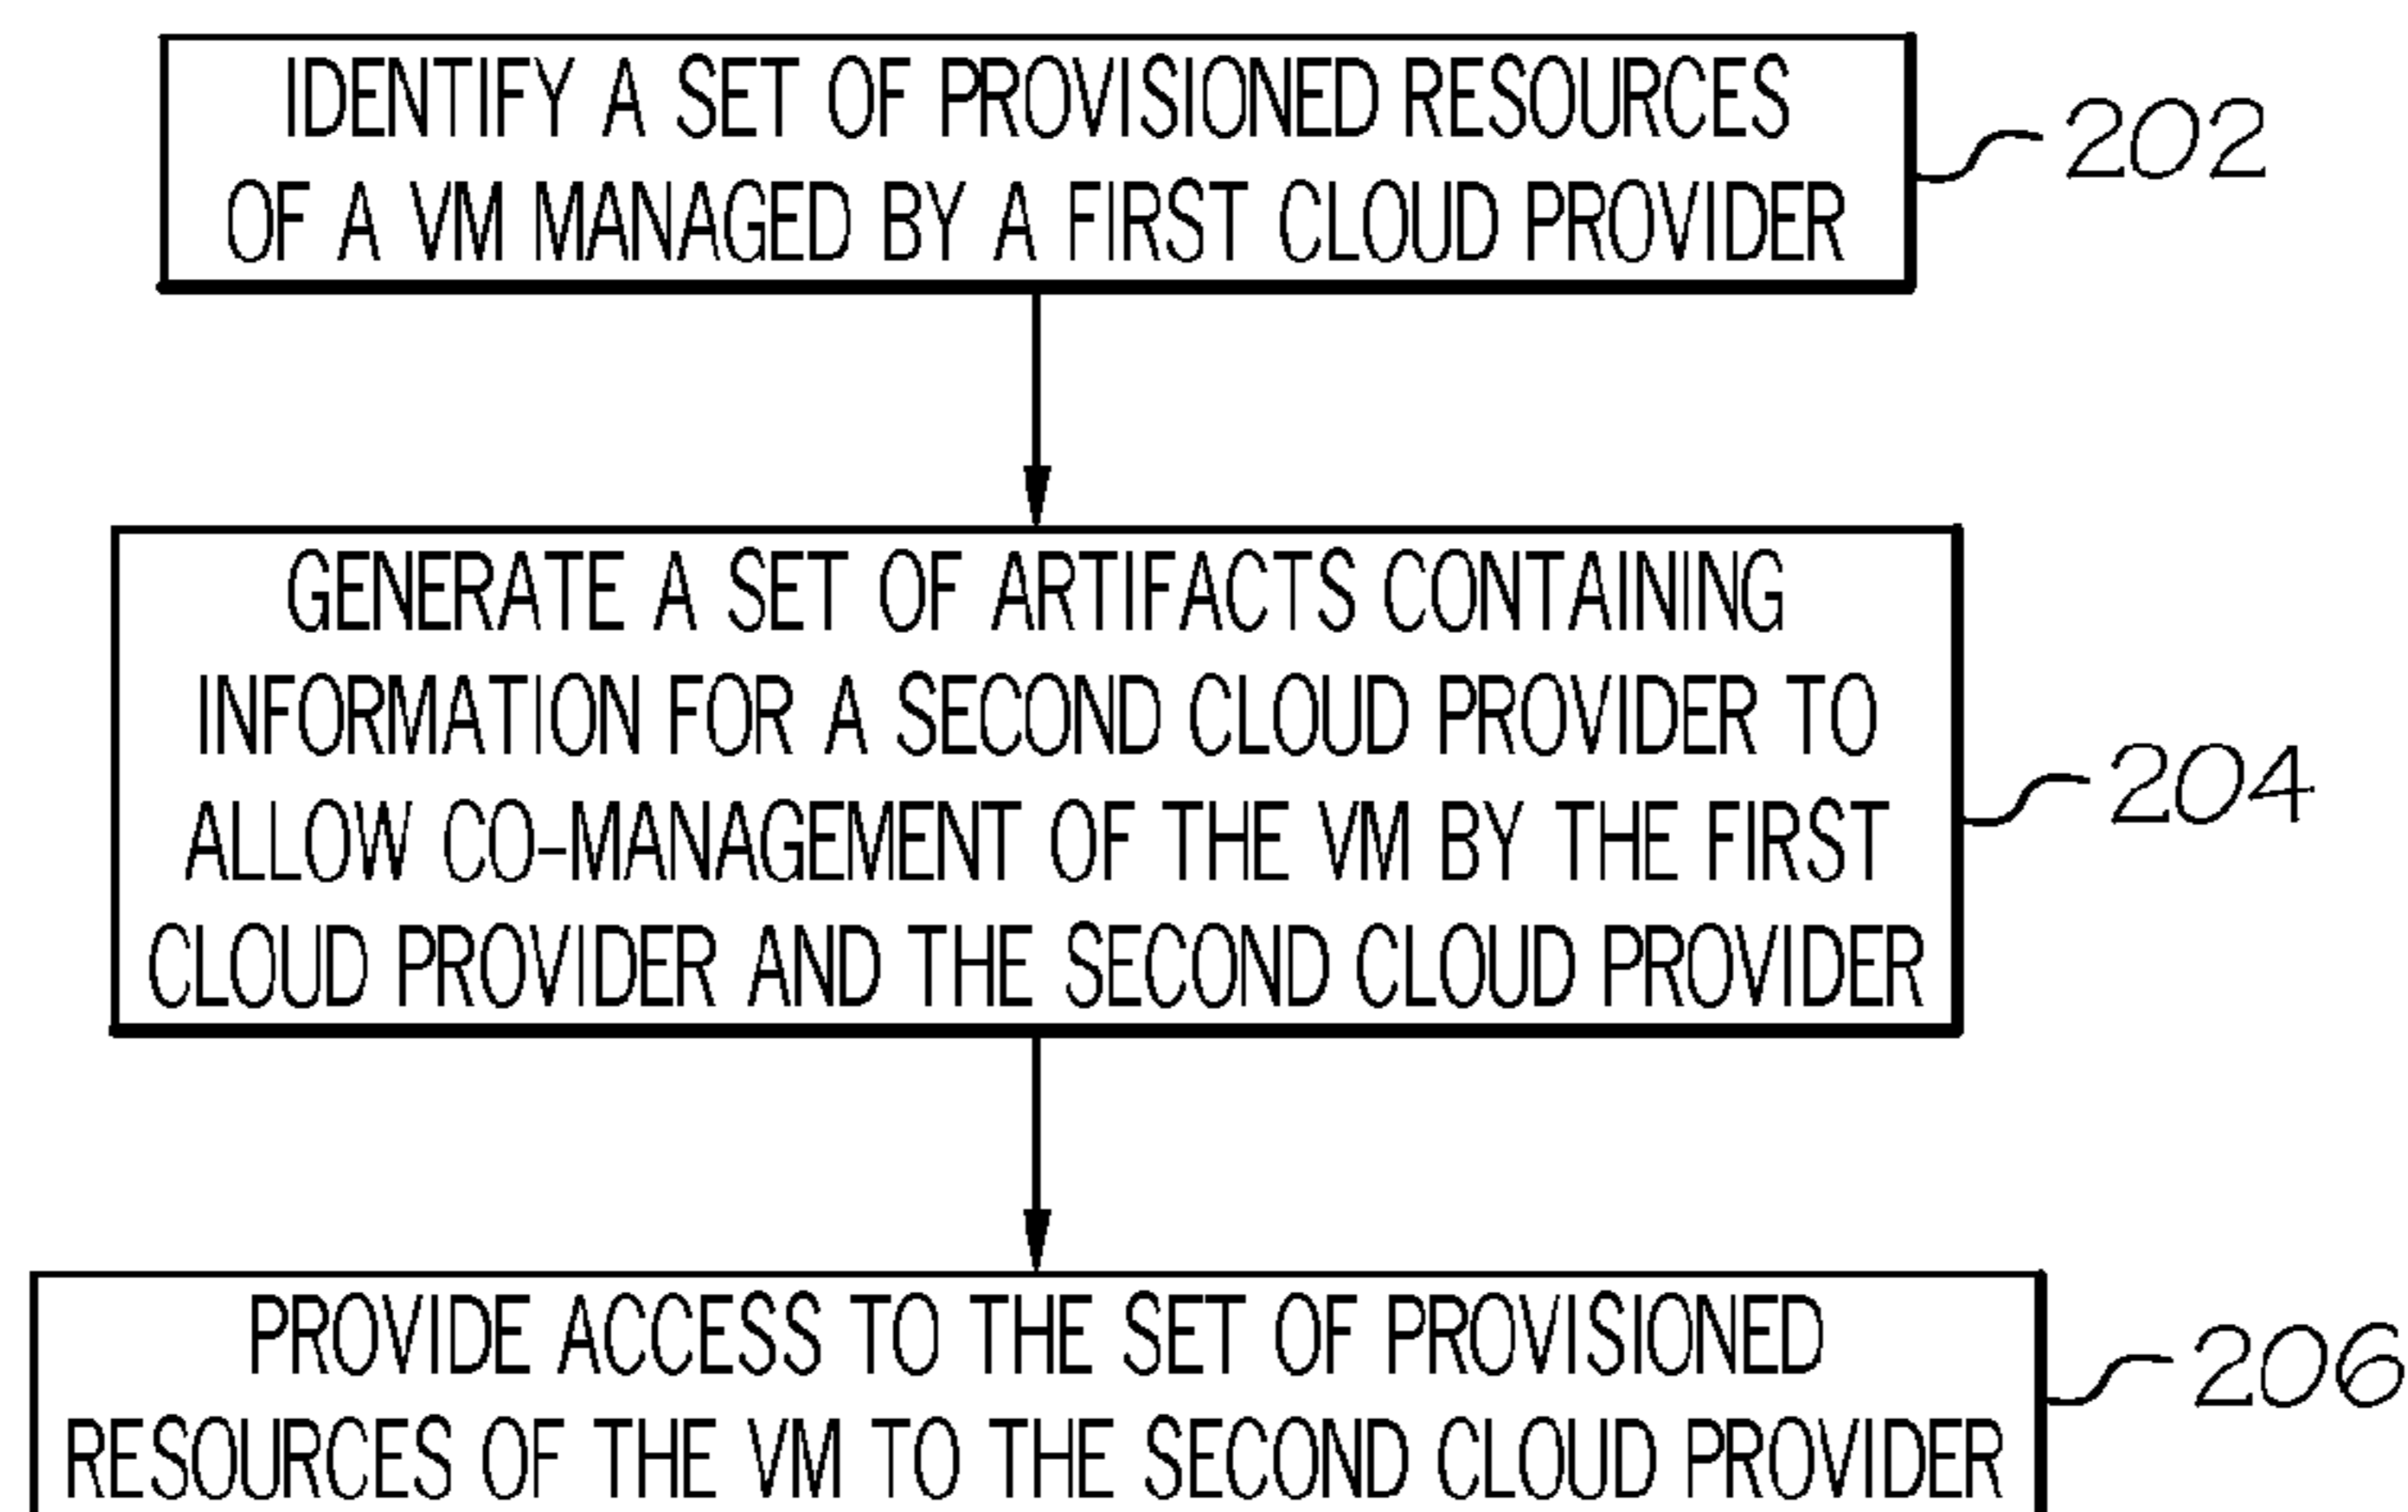 IDENTIFY A SET OF PROVISIONED RESOURCES
OF A VM MANAGED BY A FIRST CLOUD PROVIDER
202
GENERATE A SET OF ARTIFACTS CONTAINING
INFORMATION FOR A SECOND CLOUD PROVIDER TO
ALLOW CO-MANAGEMENT OF THE VM BY THE FIRST
CLOUD PROVIDER AND THE SECOND CLOUD PROVIDER
204
PROVIDE ACCESS TO THE SET OF PROVISIONED
RESOURCES OF THE VM TO THE SECOND CLOUD PROVIDER
206